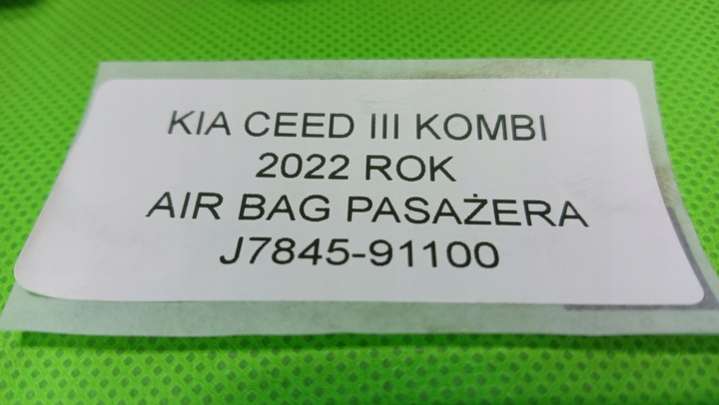 KIA CEED III KOMBI
2022 ROK
AIR BAG PASAŻERA
J7845-91100